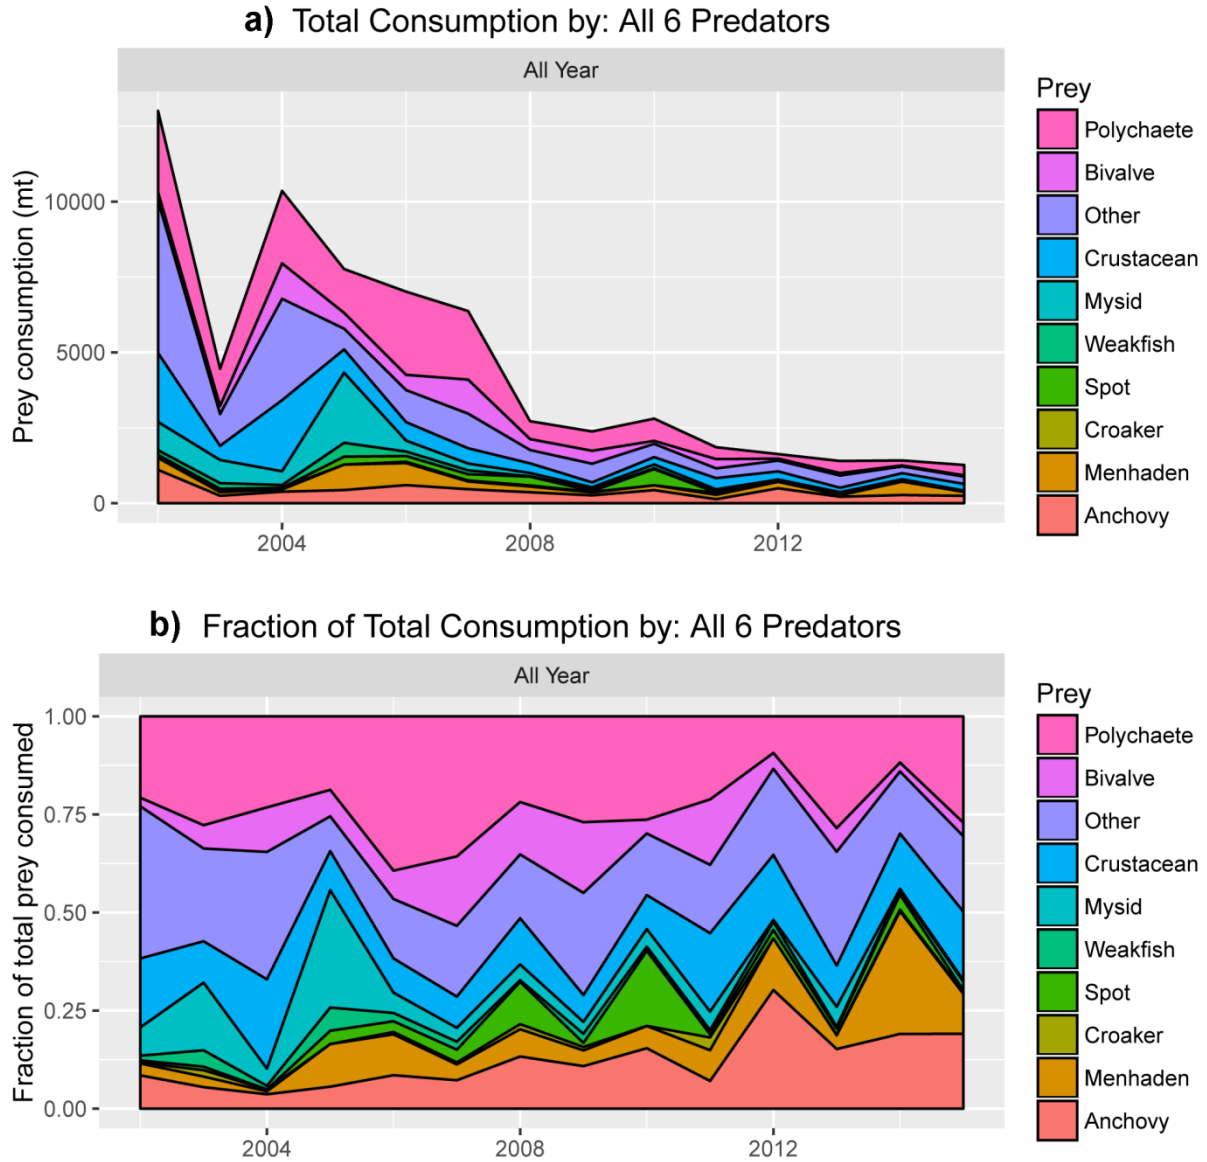 a) Total Consumption by: All 6 Predators
All Year
Prey consumption (mt)
10000
5000
0
2004
2008
2012
Prey
Polychaete
Bivalve
Other
Crustacean
Mysid
Weakfish
Spot
Croaker
Menhaden
Anchovy
b) Fraction of Total Consumption by: All 6 Predators
All Year
Fraction of total prey consumed
1.00
0.75
0.50
0.25
0.00
2004
2008
2012
Prey
Polychaete
Bivalve
Other
Crustacean
Mysid
Weakfish
Spot
Croaker
Menhaden
Anchovy